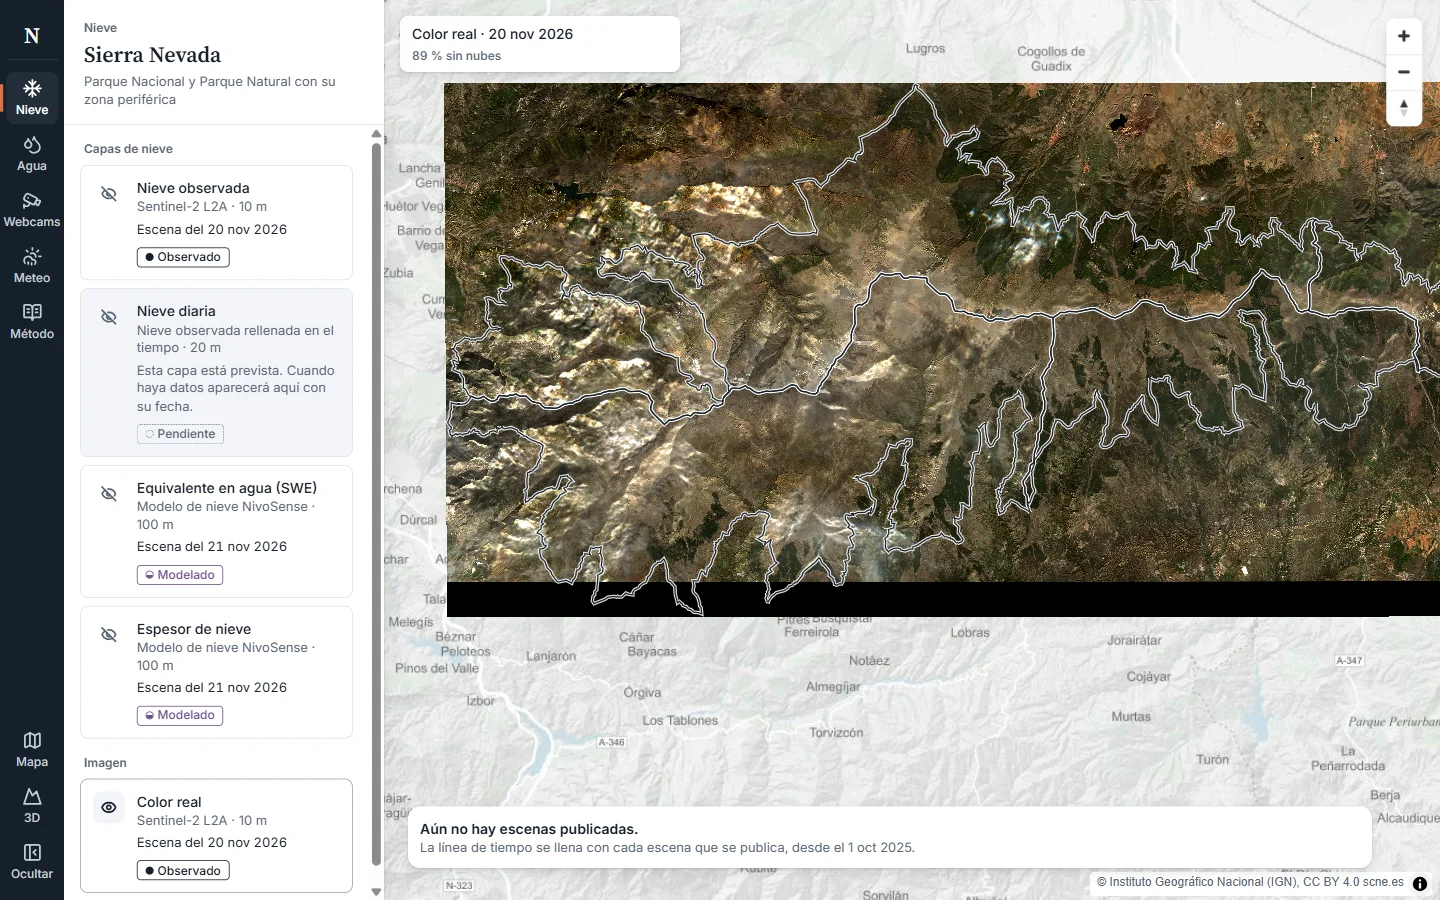 N
Nieve
Agua
Webcams
Meteo
Método
Mapa
3D
Ocultar
Nieve
Sierra Nevada
Parque Nacional y Parque Natural con su
zona periférica
Capas de nieve
Nieve observada
Sentinel-2 L2A · 10 m
Escena del 20 nov 2026
Observado
Nieve diaria
Nieve observada rellenada en el
tiempo · 20 m
Esta capa está prevista. Cuando
haya datos aparecerá aquí con
su fecha.
Pendiente
Equivalente en agua (SWE)
Modelo de nieve NivoSense ·
100 m
Escena del 21 nov 2026
Modelado
Espesor de nieve
Modelo de nieve NivoSense ·
100 m
Escena del 21 nov 2026
Modelado
Imagen
Color real
Sentinel-2 L2A · 10 m
Escena del 20 nov 2026
Observado
Color real · 20 nov 2026
89 % sin nubes
Lugros
Cogollos de
Guadix
Lancha
Genil
Huétor Vega
Barrio de
Vega
Zubia
Dúrcal
Melegís
Béznar
Peloteos
Pinos del Valle
Izbor
Lanjarón
Cáñar
Bayacas
Órgiva
Los Tablones
A-346
Pitres Busquístar
Ferreirola
Notáez
Almegíjar
Torvizcón
Lobras
Jorairátar
Cojáyar
Murtas
Turón
A-347
Parque Periurban
La
Peñarrodada
Berja
Alcaudique
Aún no hay escenas publicadas.
La línea de tiempo se llena con cada escena que se publica, desde el 1 oct 2025.
Rubite
N-323
Sorvilán
© Instituto Geográfico Nacional (IGN), CC BY 4.0 scne.es